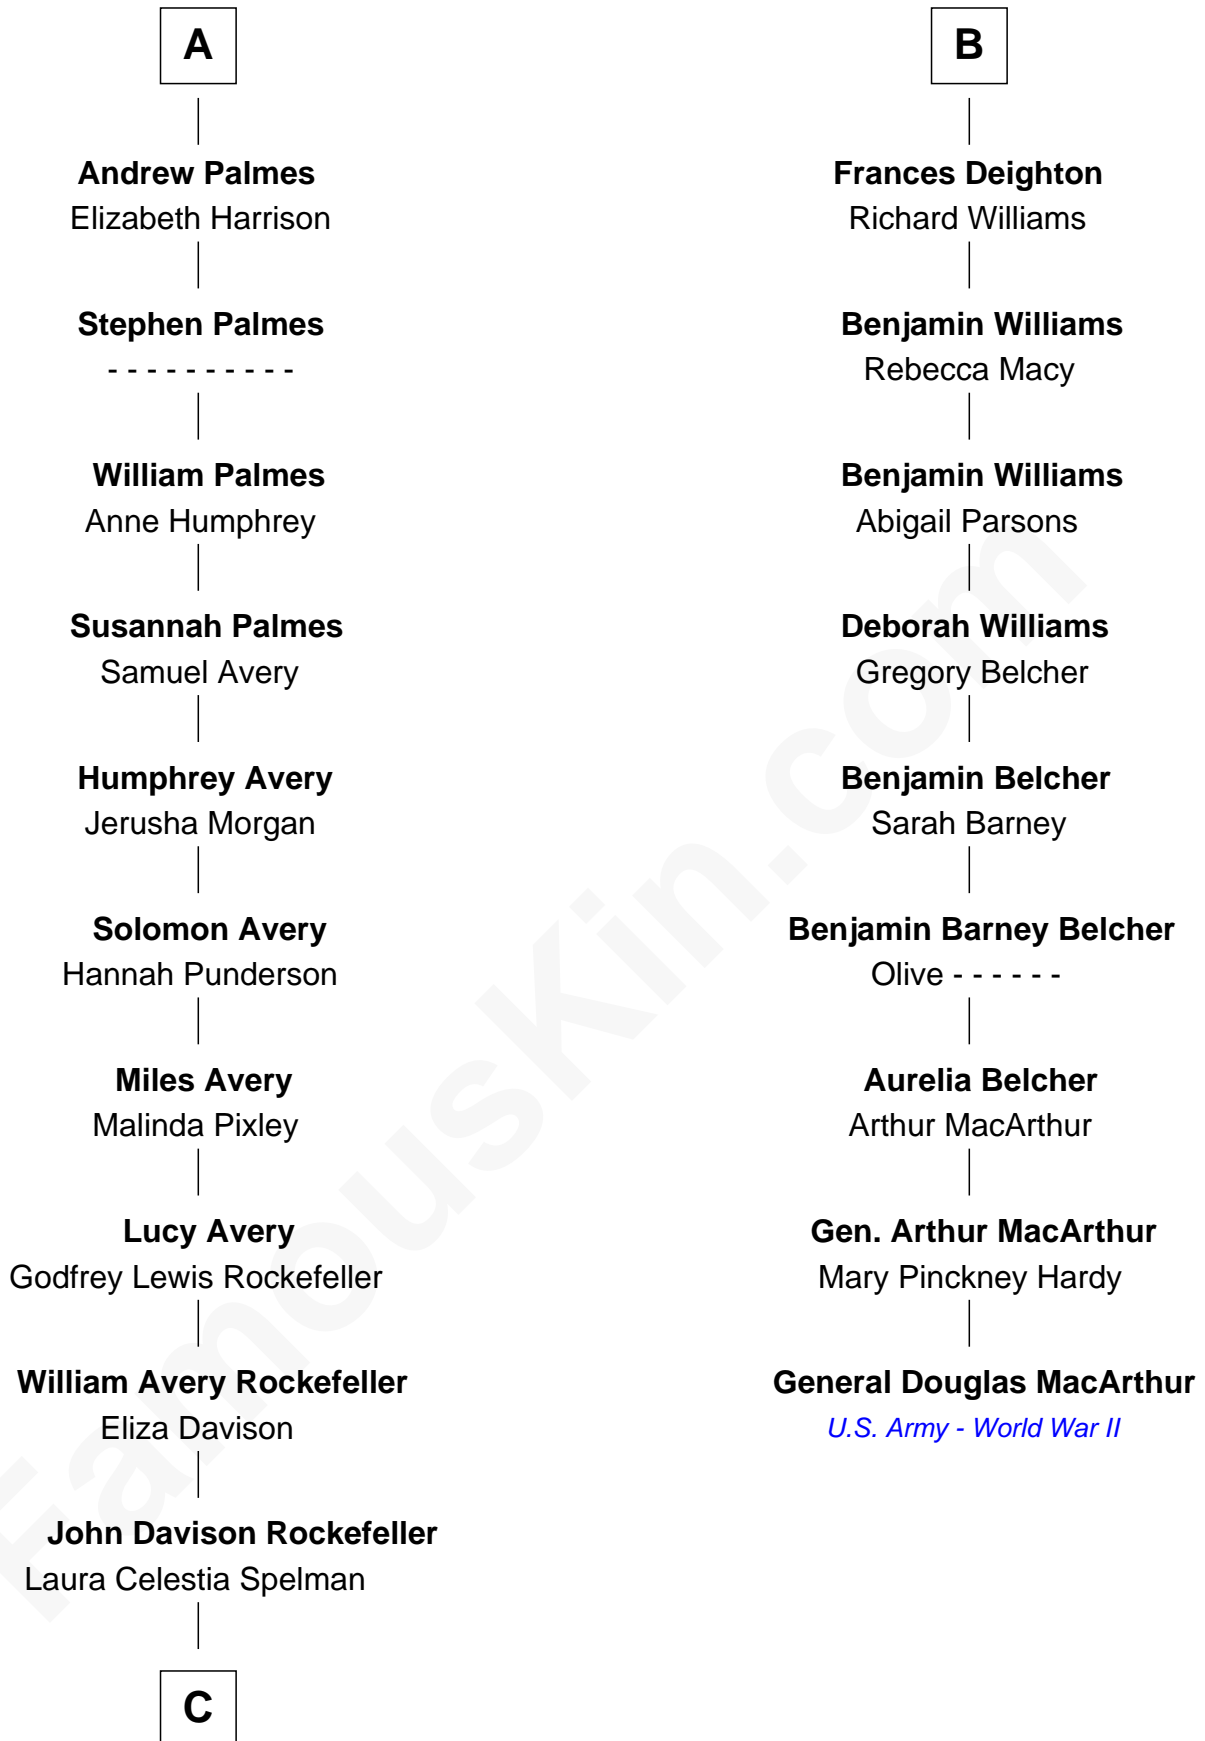 A
Andrew Palmes
Elizabeth Harrison
Stephen Palmes
- - - - - - - - - -
William Palmes
Anne Humphrey
Susannah Palmes
Samuel Avery
Humphrey Avery
Jerusha Morgan
Solomon Avery
Hannah Punderson
Miles Avery
Malinda Pixley
Lucy Avery
Godfrey Lewis Rockefeller
William Avery Rockefeller
Eliza Davison
John Davison Rockefeller
Laura Celestia Spelman
C
B
Frances Deighton
Richard Williams
Benjamin Williams
Rebecca Macy
Benjamin Williams
Abigail Parsons
Deborah Williams
Gregory Belcher
Benjamin Belcher
Sarah Barney
Benjamin Barney Belcher
Olive - - - - - -
Aurelia Belcher
Arthur MacArthur
Gen. Arthur MacArthur
Mary Pinckney Hardy
General Douglas MacArthur
U.S. Army - World War II
FamousKin.com